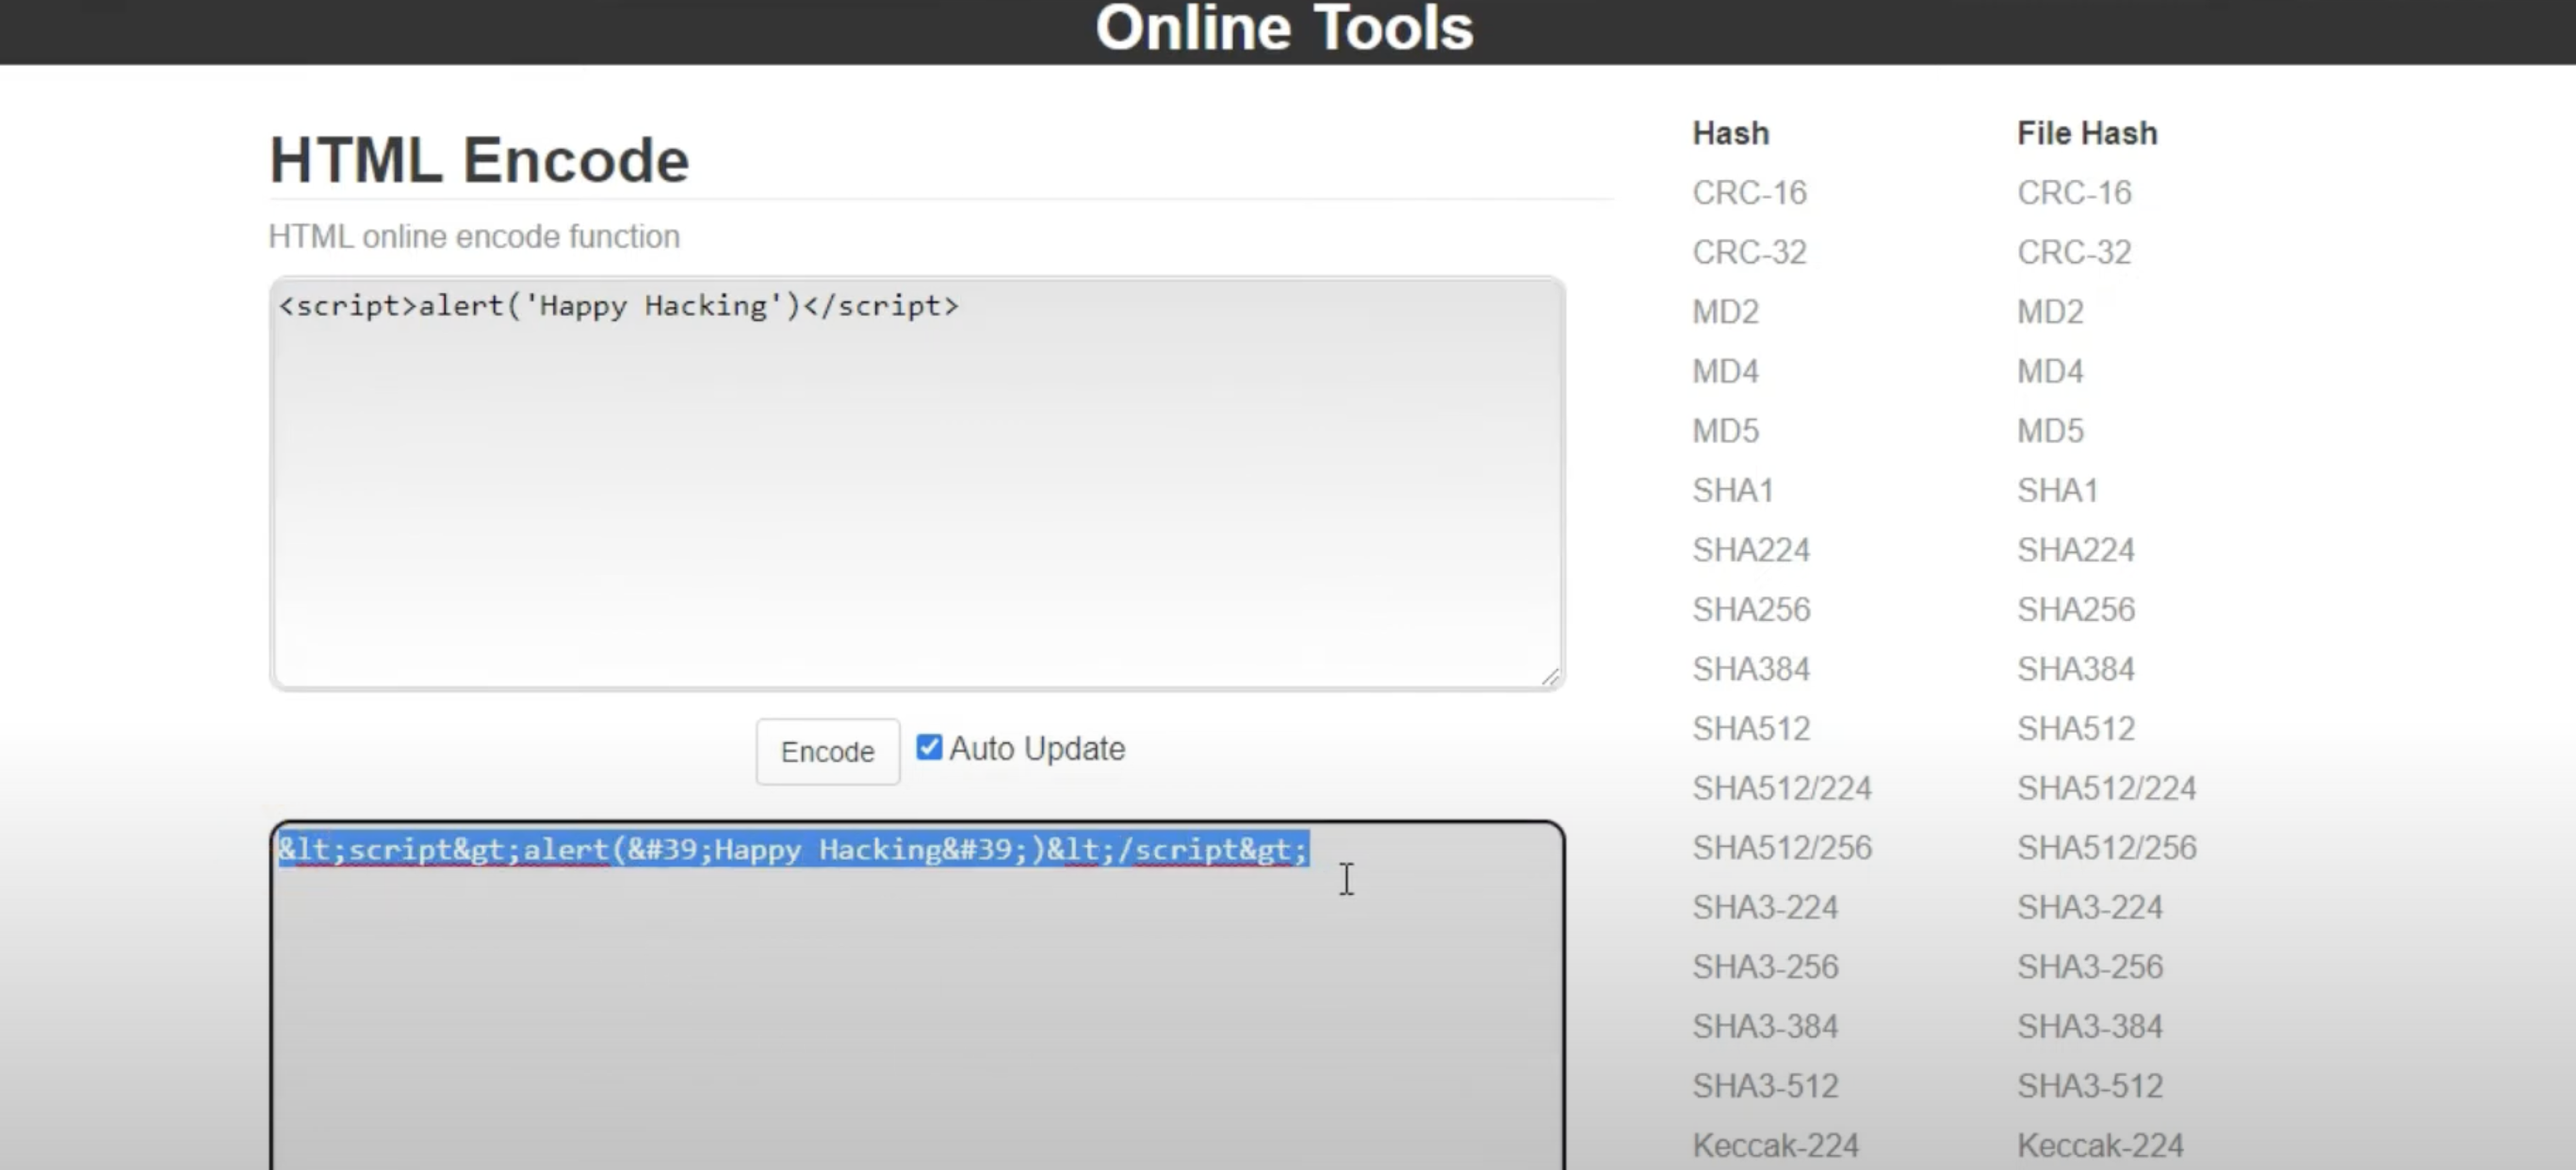 Online Tools
HTML Encode
HTML online encode function
<script>alert('Happy Hacking')</script>
Encode
Auto Update
&lt;script&gt;alert(&#39;Happy Hacking&#39;)&lt;/script&gt;
Hash
CRC-16
CRC-32
MD2
MD4
MD5
SHA1
SHA224
SHA256
SHA384
SHA512
SHA512/224
SHA512/256
SHA3-224
SHA3-256
SHA3-384
SHA3-512
Keccak-224
File Hash
CRC-16
CRC-32
MD2
MD4
MD5
SHA1
SHA224
SHA256
SHA384
SHA512
SHA512/224
SHA512/256
SHA3-224
SHA3-256
SHA3-384
SHA3-512
Keccak-224